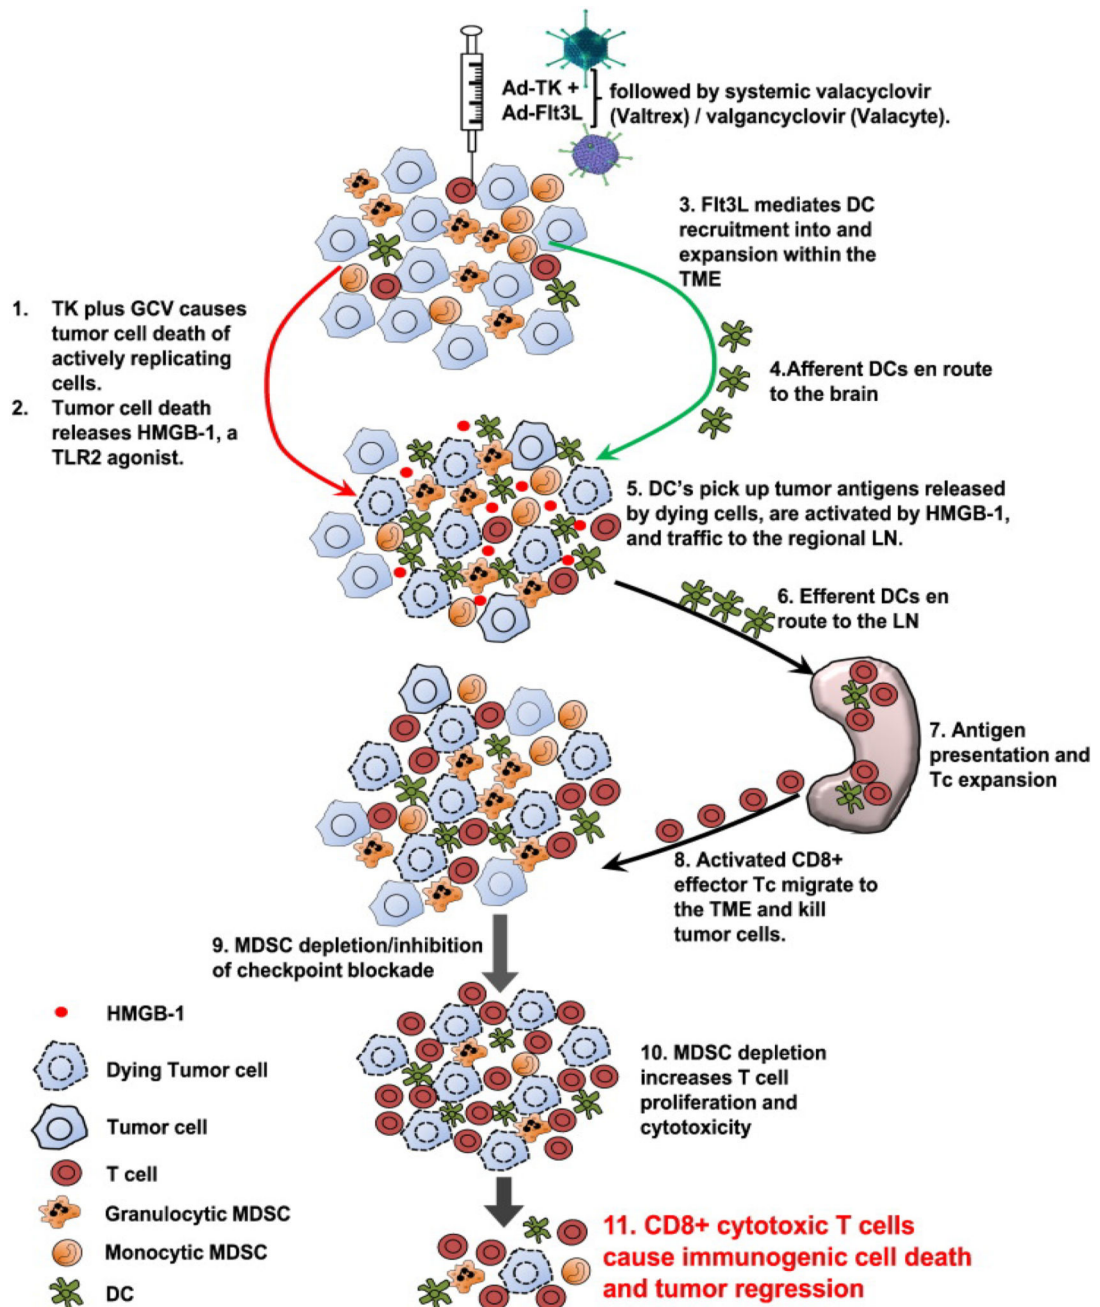 Ad-TK +
Ad-Flt3L
followed by systemic valacyclovir
(Valtrex) / valgancyclovir (Valacyte).
3. Flt3L mediates DC
recruitment into and
expansion within the
TME
1. TK plus GCV causes
tumor cell death of
actively replicating
cells.
2. Tumor cell death
releases HMGB-1, a
TLR2 agonist.
4.Afferent DCs en route
to the brain
5. DC's pick up tumor antigens released
by dying cells, are activated by HMGB-1,
and traffic to the regional LN.
6. Efferent DCs en
route to the LN
7. Antigen
presentation and
Tc expansion
8. Activated CD8+
effector Tc migrate to
the TME and kill
tumor cells.
9. MDSC depletion/inhibition
of checkpoint blockade
HMGB-1
Dying Tumor cell
Tumor cell
T cell
Granulocytic MDSC
Monocytic MDSC
DC
10. MDSC depletion
increases T cell
proliferation and
cytotoxicity
11. CD8+ cytotoxic T cells
cause immunogenic cell death
and tumor regression